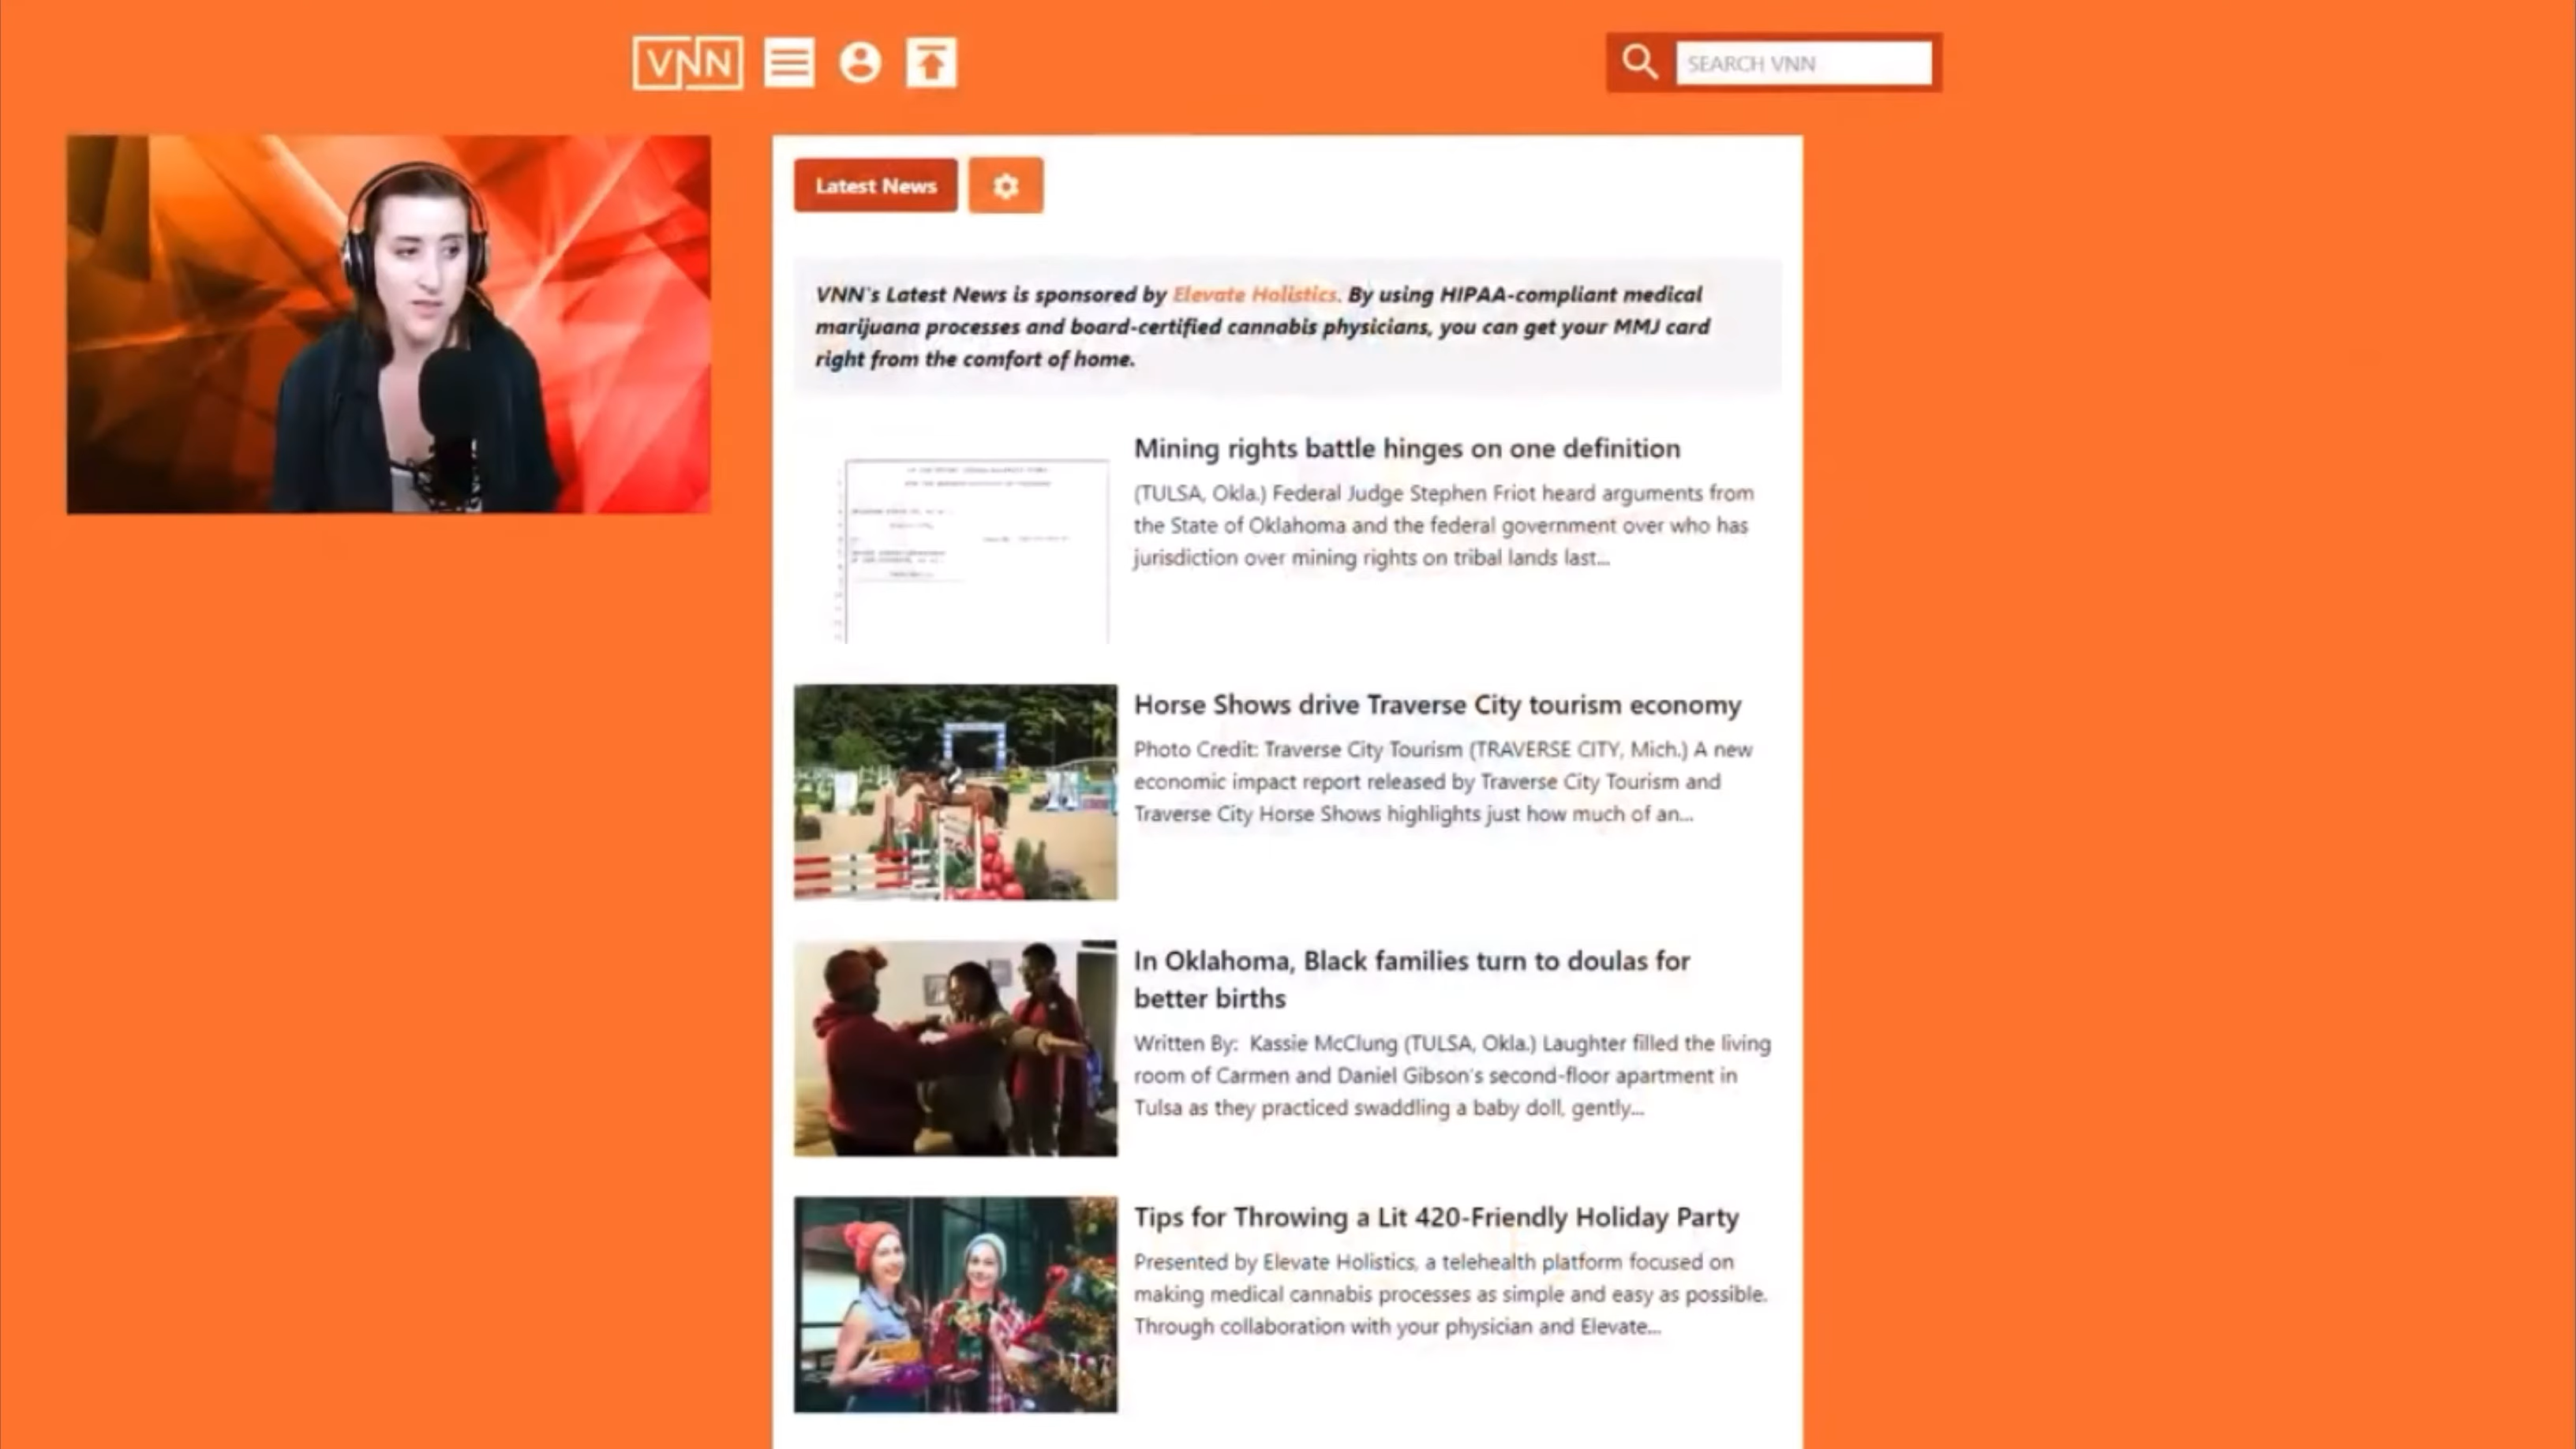 VNN
SEARCH VNN
Latest News
VNN's Latest News is sponsored by Elevate Holistics. By using HIPAA-compliant medical
marijuana processes and board-certified cannabis physicians, you can get your MMJ card
right from the comfort of home.
Mining rights battle hinges on one definition
(TULSA, Okla.) Federal Judge Stephen Friot heard arguments from
the State of Oklahoma and the federal government over who has
jurisdiction over mining rights on tribal lands last...
Horse Shows drive Traverse City tourism economy
Photo Credit: Traverse City Tourism (TRAVERSE CITY, Mich.) A new
economic impact report released by Traverse City Tourism and
Traverse City Horse Shows highlights just how much of an...
In Oklahoma, Black families turn to doulas for
better births
Written By: Kassie McClung (TULSA, Okla.) Laughter filled the living
room of Carmen and Daniel Gibson's second-floor apartment in
Tulsa as they practiced swaddling a baby doll, gently...
Tips for Throwing a Lit 420-Friendly Holiday Party
Presented by Elevate Holistics, a telehealth platform focused on
making medical cannabis processes as simple and easy as possible.
Through collaboration with your physician and Elevate...